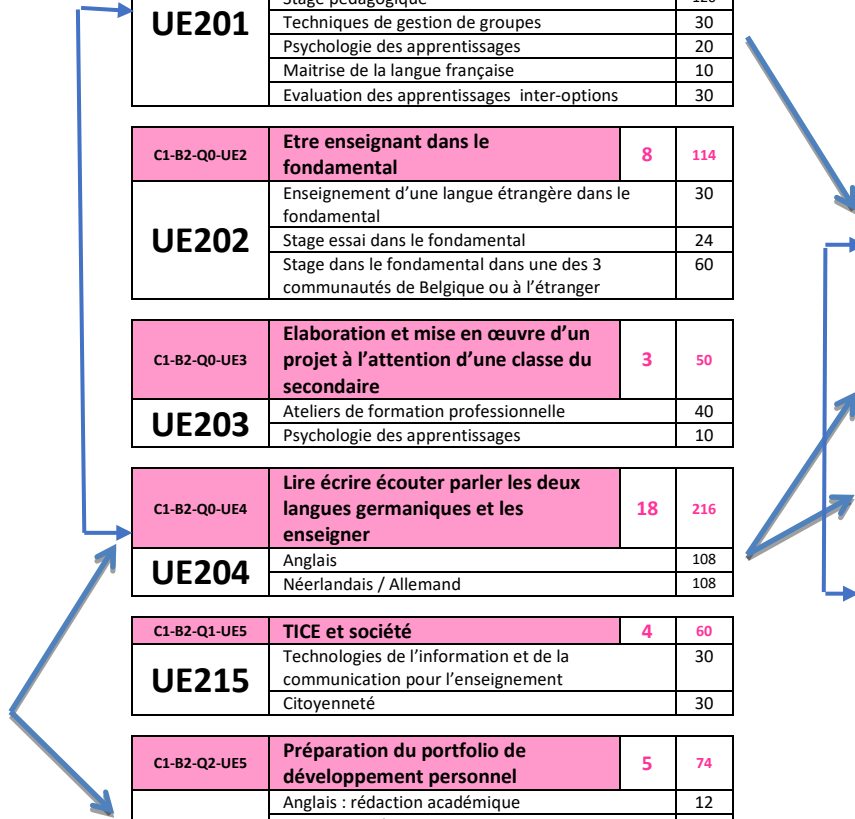 Stage pédagogique 120
UE201
Techniques de gestion de groupes 30
Psychologie des apprentissages 20
Maitrise de la langue française 10
Evaluation des apprentissages inter-options 30
C1-B2-Q0-UE2 Etre enseignant dans le 8 114
fondamental
UE202
Enseignement d’une langue étrangère dans le 30
fondamental
Stage essai dans le fondamental 24
Stage dans le fondamental dans une des 3 60
communautés de Belgique ou à l’étranger
Elaboration et mise en œuvre d’un
C1-B2-Q0-UE3 projet à l’attention d’une classe du 3 50
secondaire
UE203
Ateliers de formation professionnelle 40
Psychologie des apprentissages 10
Lire écrire écouter parler les deux
C1-B2-Q0-UE4 langues germaniques et les 18 216
enseigner
UE204
Anglais 108
Néerlandais / Allemand 108
C1-B2-Q1-UE5 TICE et société 4 60
UE215
Technologies de l’information et de la 30
communication pour l’enseignement
Citoyenneté 30
C1-B2-Q2-UE5 Préparation du portfolio de 5 74
développement personnel
Anglais : rédaction académique 12